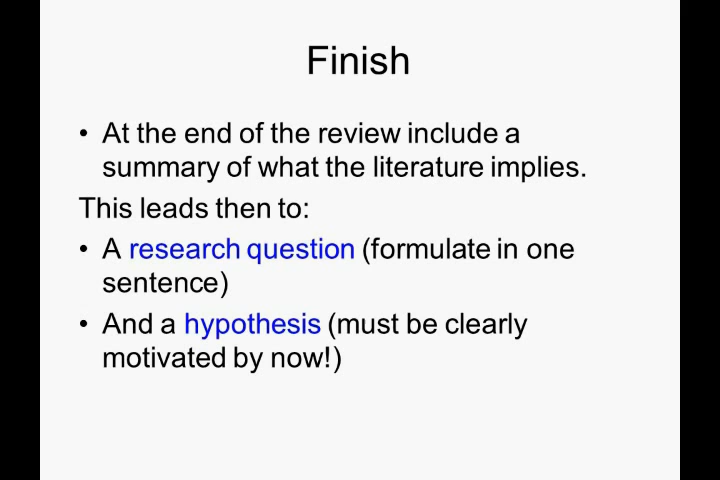 Finish
• At the end of the review include a
summary of what the literature implies.
This leads then to:
• A research question (formulate in one
sentence)
• And a hypothesis (must be clearly
motivated by now!)